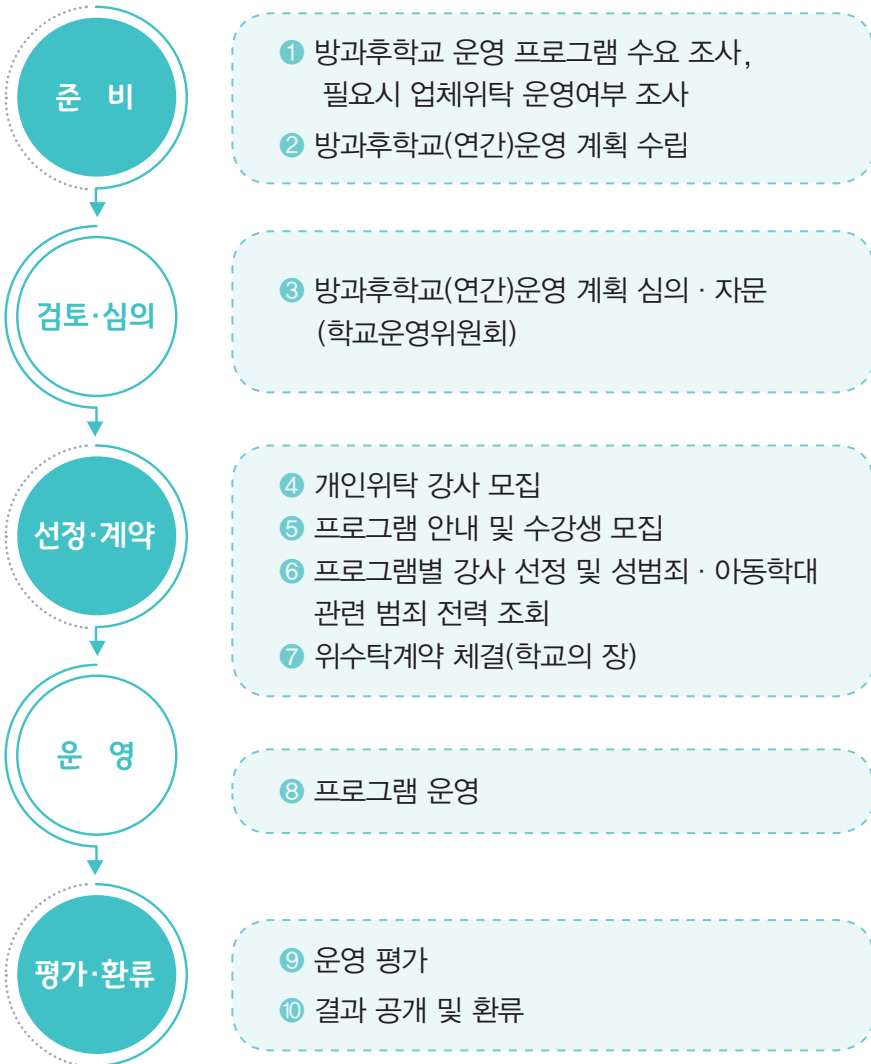 준 비
❶ 방과후학교 운영 프로그램 수요 조사,
필요시 업체위탁 운영여부 조사
❷ 방과후학교(연간)운영 계획 수립
검토·심의
❸ 방과후학교(연간)운영 계획 심의 · 자문
(학교운영위원회)
선정·계약
❹ 개인위탁 강사 모집
❺ 프로그램 안내 및 수강생 모집
❻ 프로그램별 강사 선정 및 성범죄 · 아동학대
관련 범죄 전력 조회
❼ 위수탁계약 체결(학교의 장)
운 영
❽ 프로그램 운영
평가·환류
❾ 운영 평가
❿ 결과 공개 및 환류